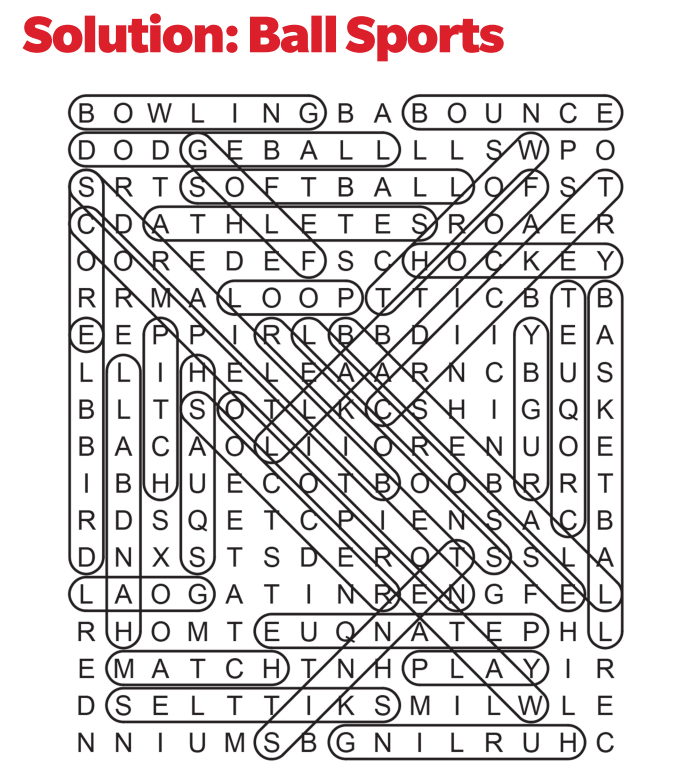 Solution: Ball Sports
B O W L I N G B A B O U N C E
D O D G E B A L L L L S W P O
S R T S O F T B A L L O F S T
C D A T H L E T E S R O A E R
O O R E D E F S C H O C K E Y
R R M A L O O P T T I C B T B
E E P P I R L B B D I I Y E A
L L I H E L E A A R N C B U S
B L T S O T L K C S H I G Q K
B A C A O L I I O R E N U O E
I B H U E C O T B O O B R R T
R D S Q E T C P I E N S A C B
D N X S T S D E R O T S S L A
L A O G A T I N R E N G F E L
R H O M T E U Q N A T E P H L
E M A T C H T N H P L A Y I R
D S E L T T I K S M I L W L E
N N I U M S B G N I L R U H C